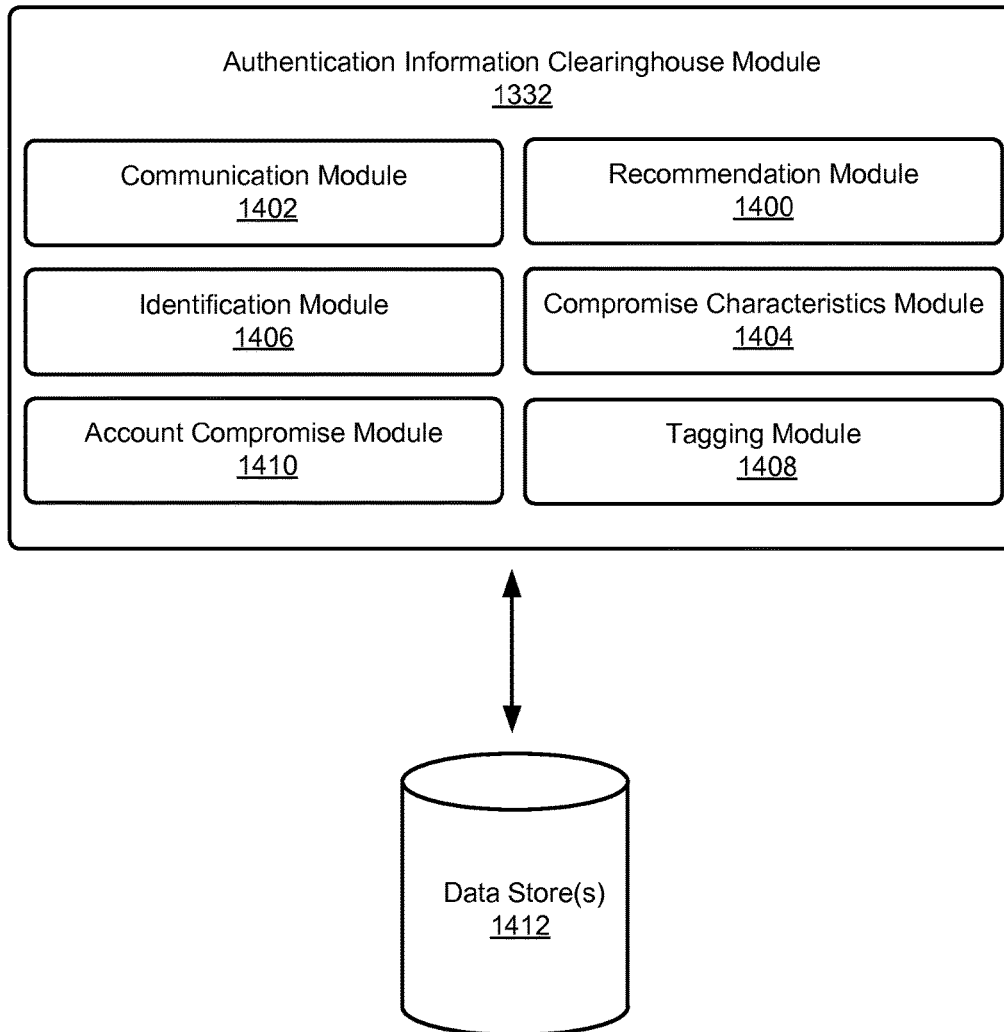 Authentication Information Clearinghouse Module
1332
Communication Module
1402
Recommendation Module
1400
Identification Module
1406
Compromise Characteristics Module
1404
Account Compromise Module
1410
Tagging Module
1408
Data Store(s)
1412